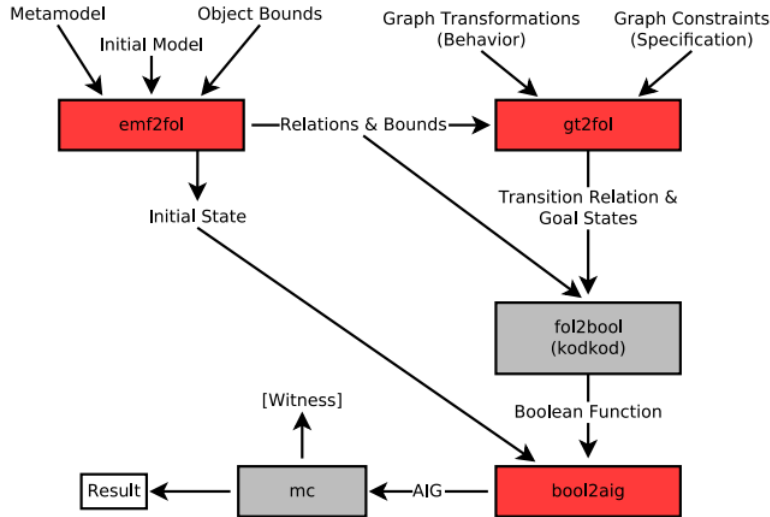 Metamodel
Object Bounds
Initial Model
Graph Transformations
(Behavior)
Graph Constraints
(Specification)
emf2fol
Relations & Bounds
gt2fol
Initial State
Transition Relation &
Goal States
fol2bool
(kodkod)
[Witness]
Boolean Function
Result
mc
AIG
bool2aig